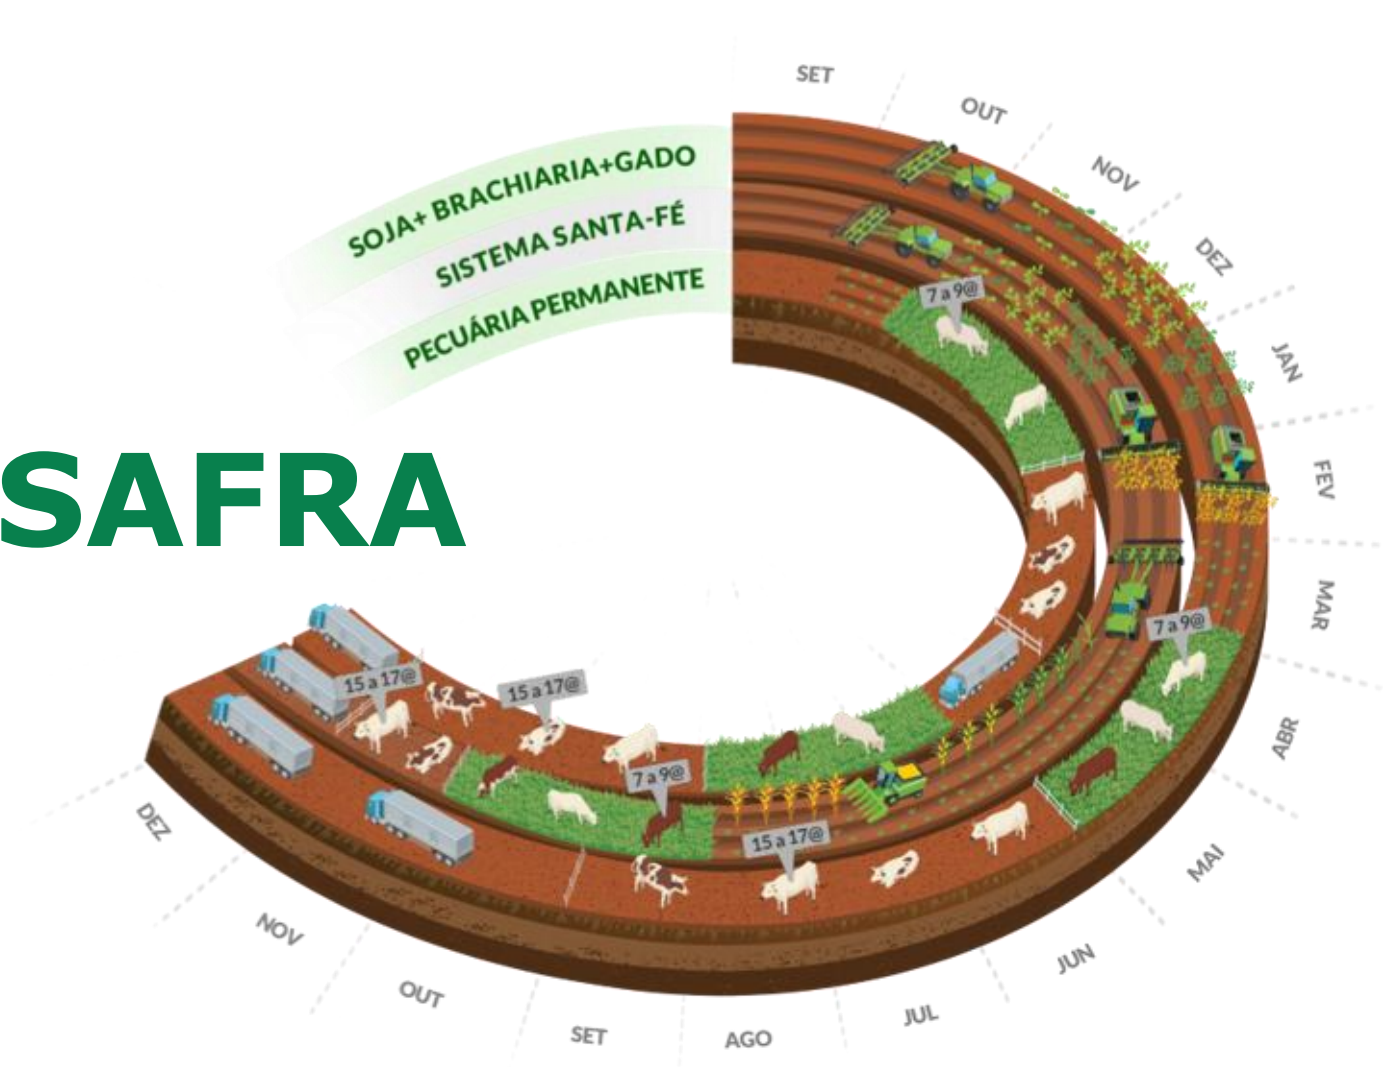 SET
OUT
NOV
DEZ
JAN
FEV
MAR
ABR
MAI
JUN
JUL
AGO
SET
OUT
NOV
DEZ
SOJA+ BRACHIARIA+GADO
SISTEMA SANTA-FÉ
PECUÁRIA PERMANENTE
SAFRA
7 a 9@
7 a 9@
15 a 17@
15 a 17@
7 a 9@
15 a 17@